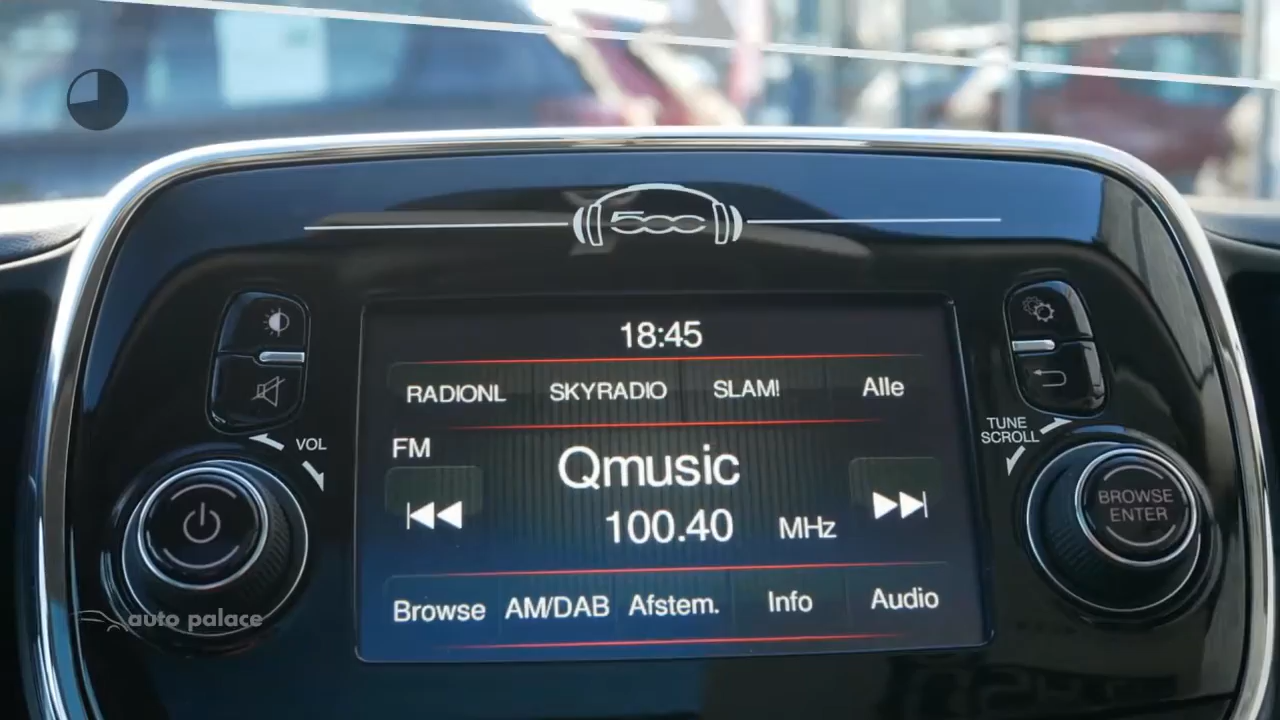 500
18:45
RADIONL SKYRADIO SLAM! Alle
VOL
TUNE
SCROLL
FM
Qmusic
100.40 MHz
BROWSE
ENTER
Browse AM/DAB Afstem. Info Audio
auto palace